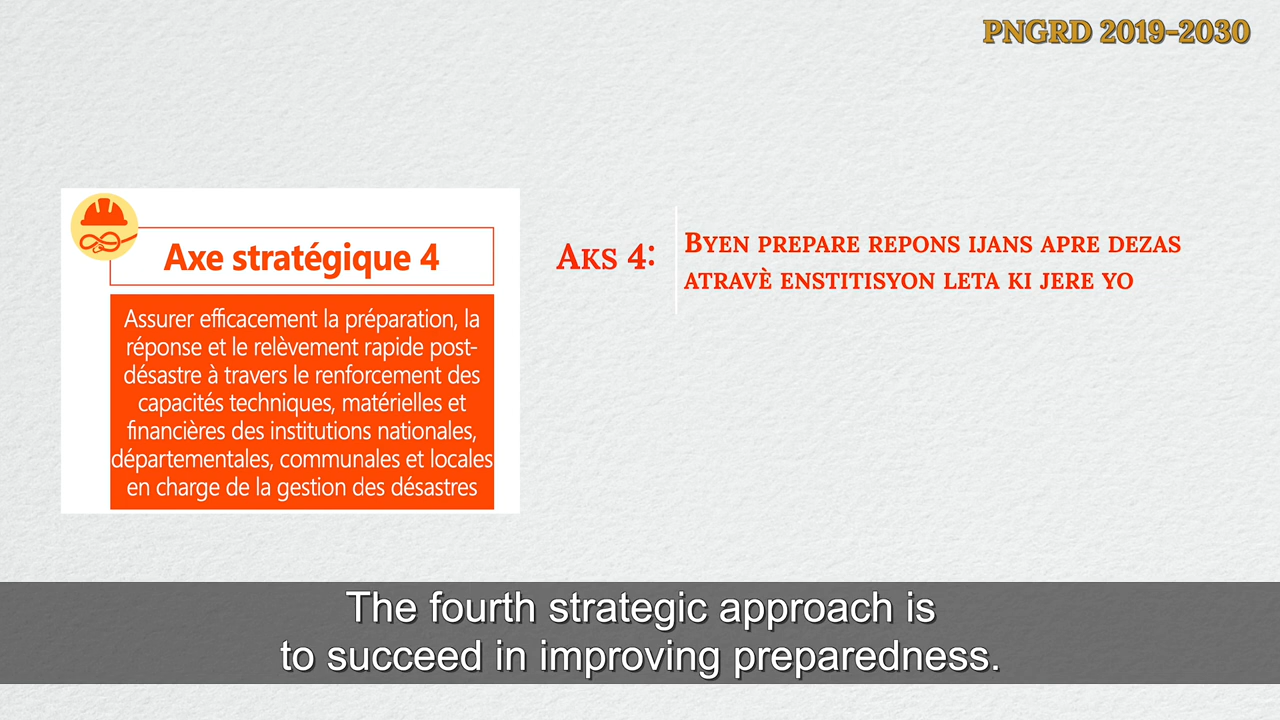 PNGRD 2019-2030
Axe stratégique 4
Assurer efficacement la préparation, la
réponse et le relèvement rapide post-
désastre à travers le renforcement des
capacités techniques, matérielles et
financières des institutions nationales,
départementales, communales et locales
en charge de la gestion des désastres
Aks 4:
Byen prepare repons ijans apre dezas
atravè enstitisyon leta ki jere yo
The fourth strategic approach is
to succeed in improving preparedness.